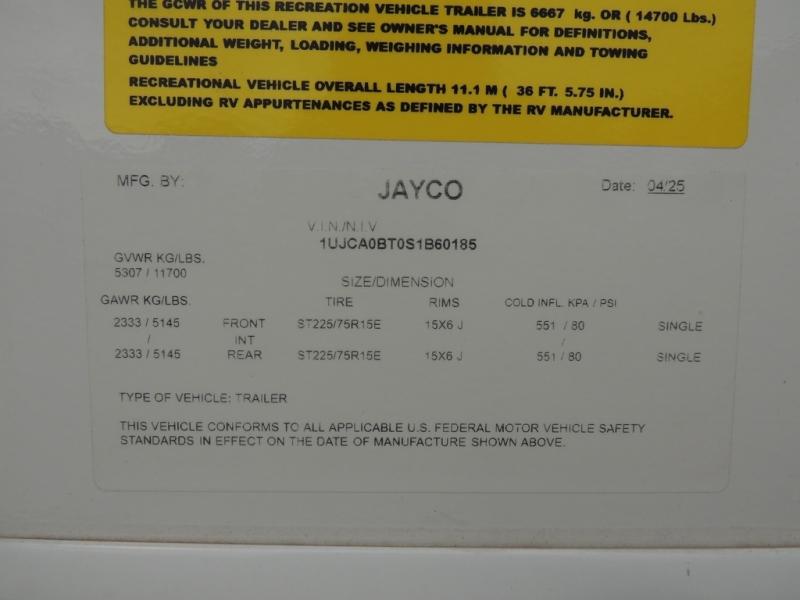 THE GCWR OF THIS RECREATION VEHICLE TRAILER IS 6667 kg. OR ( 14700 Lbs.)
CONSULT YOUR DEALER AND SEE OWNER'S MANUAL FOR DEFINITIONS,
ADDITIONAL WEIGHT, LOADING, WEIGHING INFORMATION AND TOWING
GUIDELINES
RECREATIONAL VEHICLE OVERALL LENGTH 11.1 M ( 36 FT. 5.75 IN.)
EXCLUDING RV APPURTENANCES AS DEFINED BY THE RV MANUFACTURER.
MFG. BY: JAYCO Date: 04/25
V.I.N./N.I.V
1UJCA0BT0S1B60185
GVWR KG/LBS.
5307 / 11700
SIZE/DIMENSION
GAWR KG/LBS. TIRE RIMS COLD INFL. KPA / PSI
2333 / 5145 FRONT ST225/75R15E 15X6 J 551 / 80 SINGLE
/ INT /
2333 / 5145 REAR ST225/75R15E 15X6 J 551 / 80 SINGLE
TYPE OF VEHICLE: TRAILER
THIS VEHICLE CONFORMS TO ALL APPLICABLE U.S. FEDERAL MOTOR VEHICLE SAFETY
STANDARDS IN EFFECT ON THE DATE OF MANUFACTURE SHOWN ABOVE.